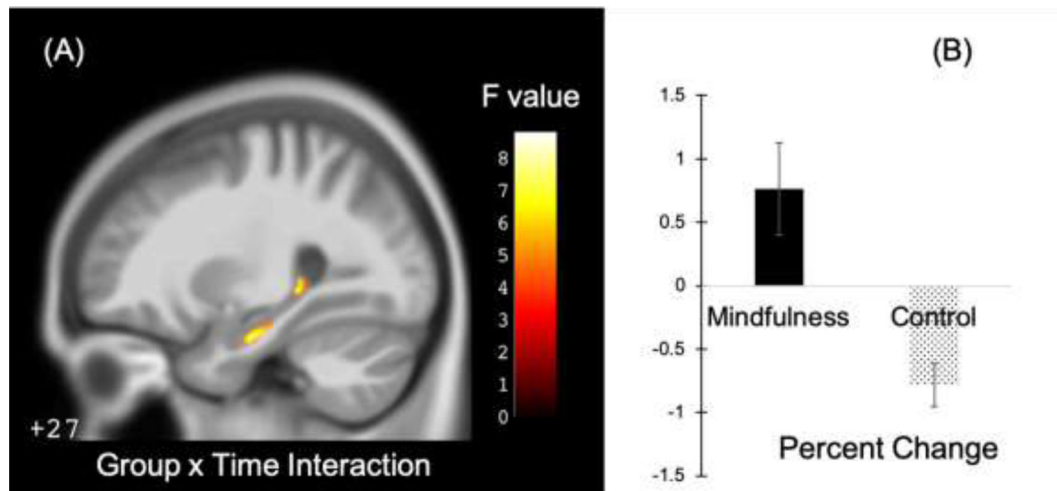 (A)
F value
8
7
6
5
4
3
2
1
0
+27
Group x Time Interaction
(B)
1.5
1
0.5
0
Mindfulness
Control
-0.5
-1
Percent Change
-1.5